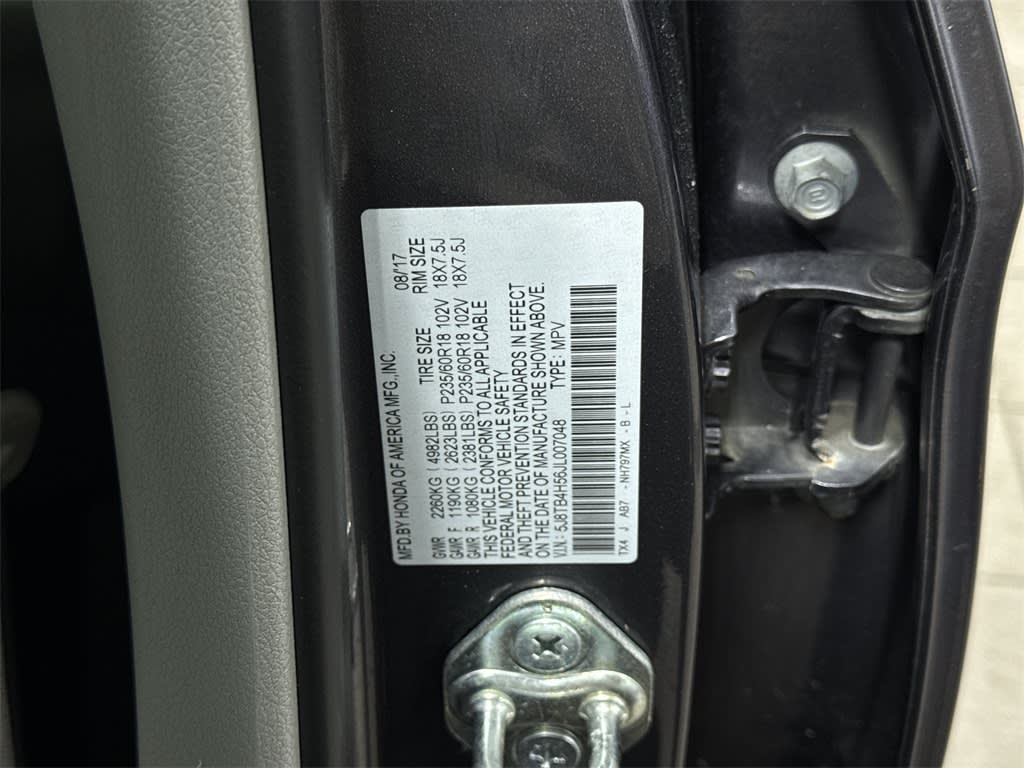 MFD.BY HONDA OF AMERICA MFG.,INC. 08/'17
TIRE SIZE RIM SIZE
GVWR 2260KG ( 4982LBS)
GAWR F 1190KG ( 2623LBS) P235/60R18 102V 18X7.5J
GAWR R 1080KG ( 2381LBS) P235/60R18 102V 18X7.5J
THIS VEHICLE CONFORMS TO ALL APPLICABLE
FEDERAL MOTOR VEHICLE SAFETY
AND THEFT PREVENTION STANDARDS IN EFFECT
ON THE DATE OF MANUFACTURE SHOWN ABOVE.
V.I.N.: 5J8TB4H56JL007048 TYPE: MPV
TX4 J AB7 -NH797MX -B-L